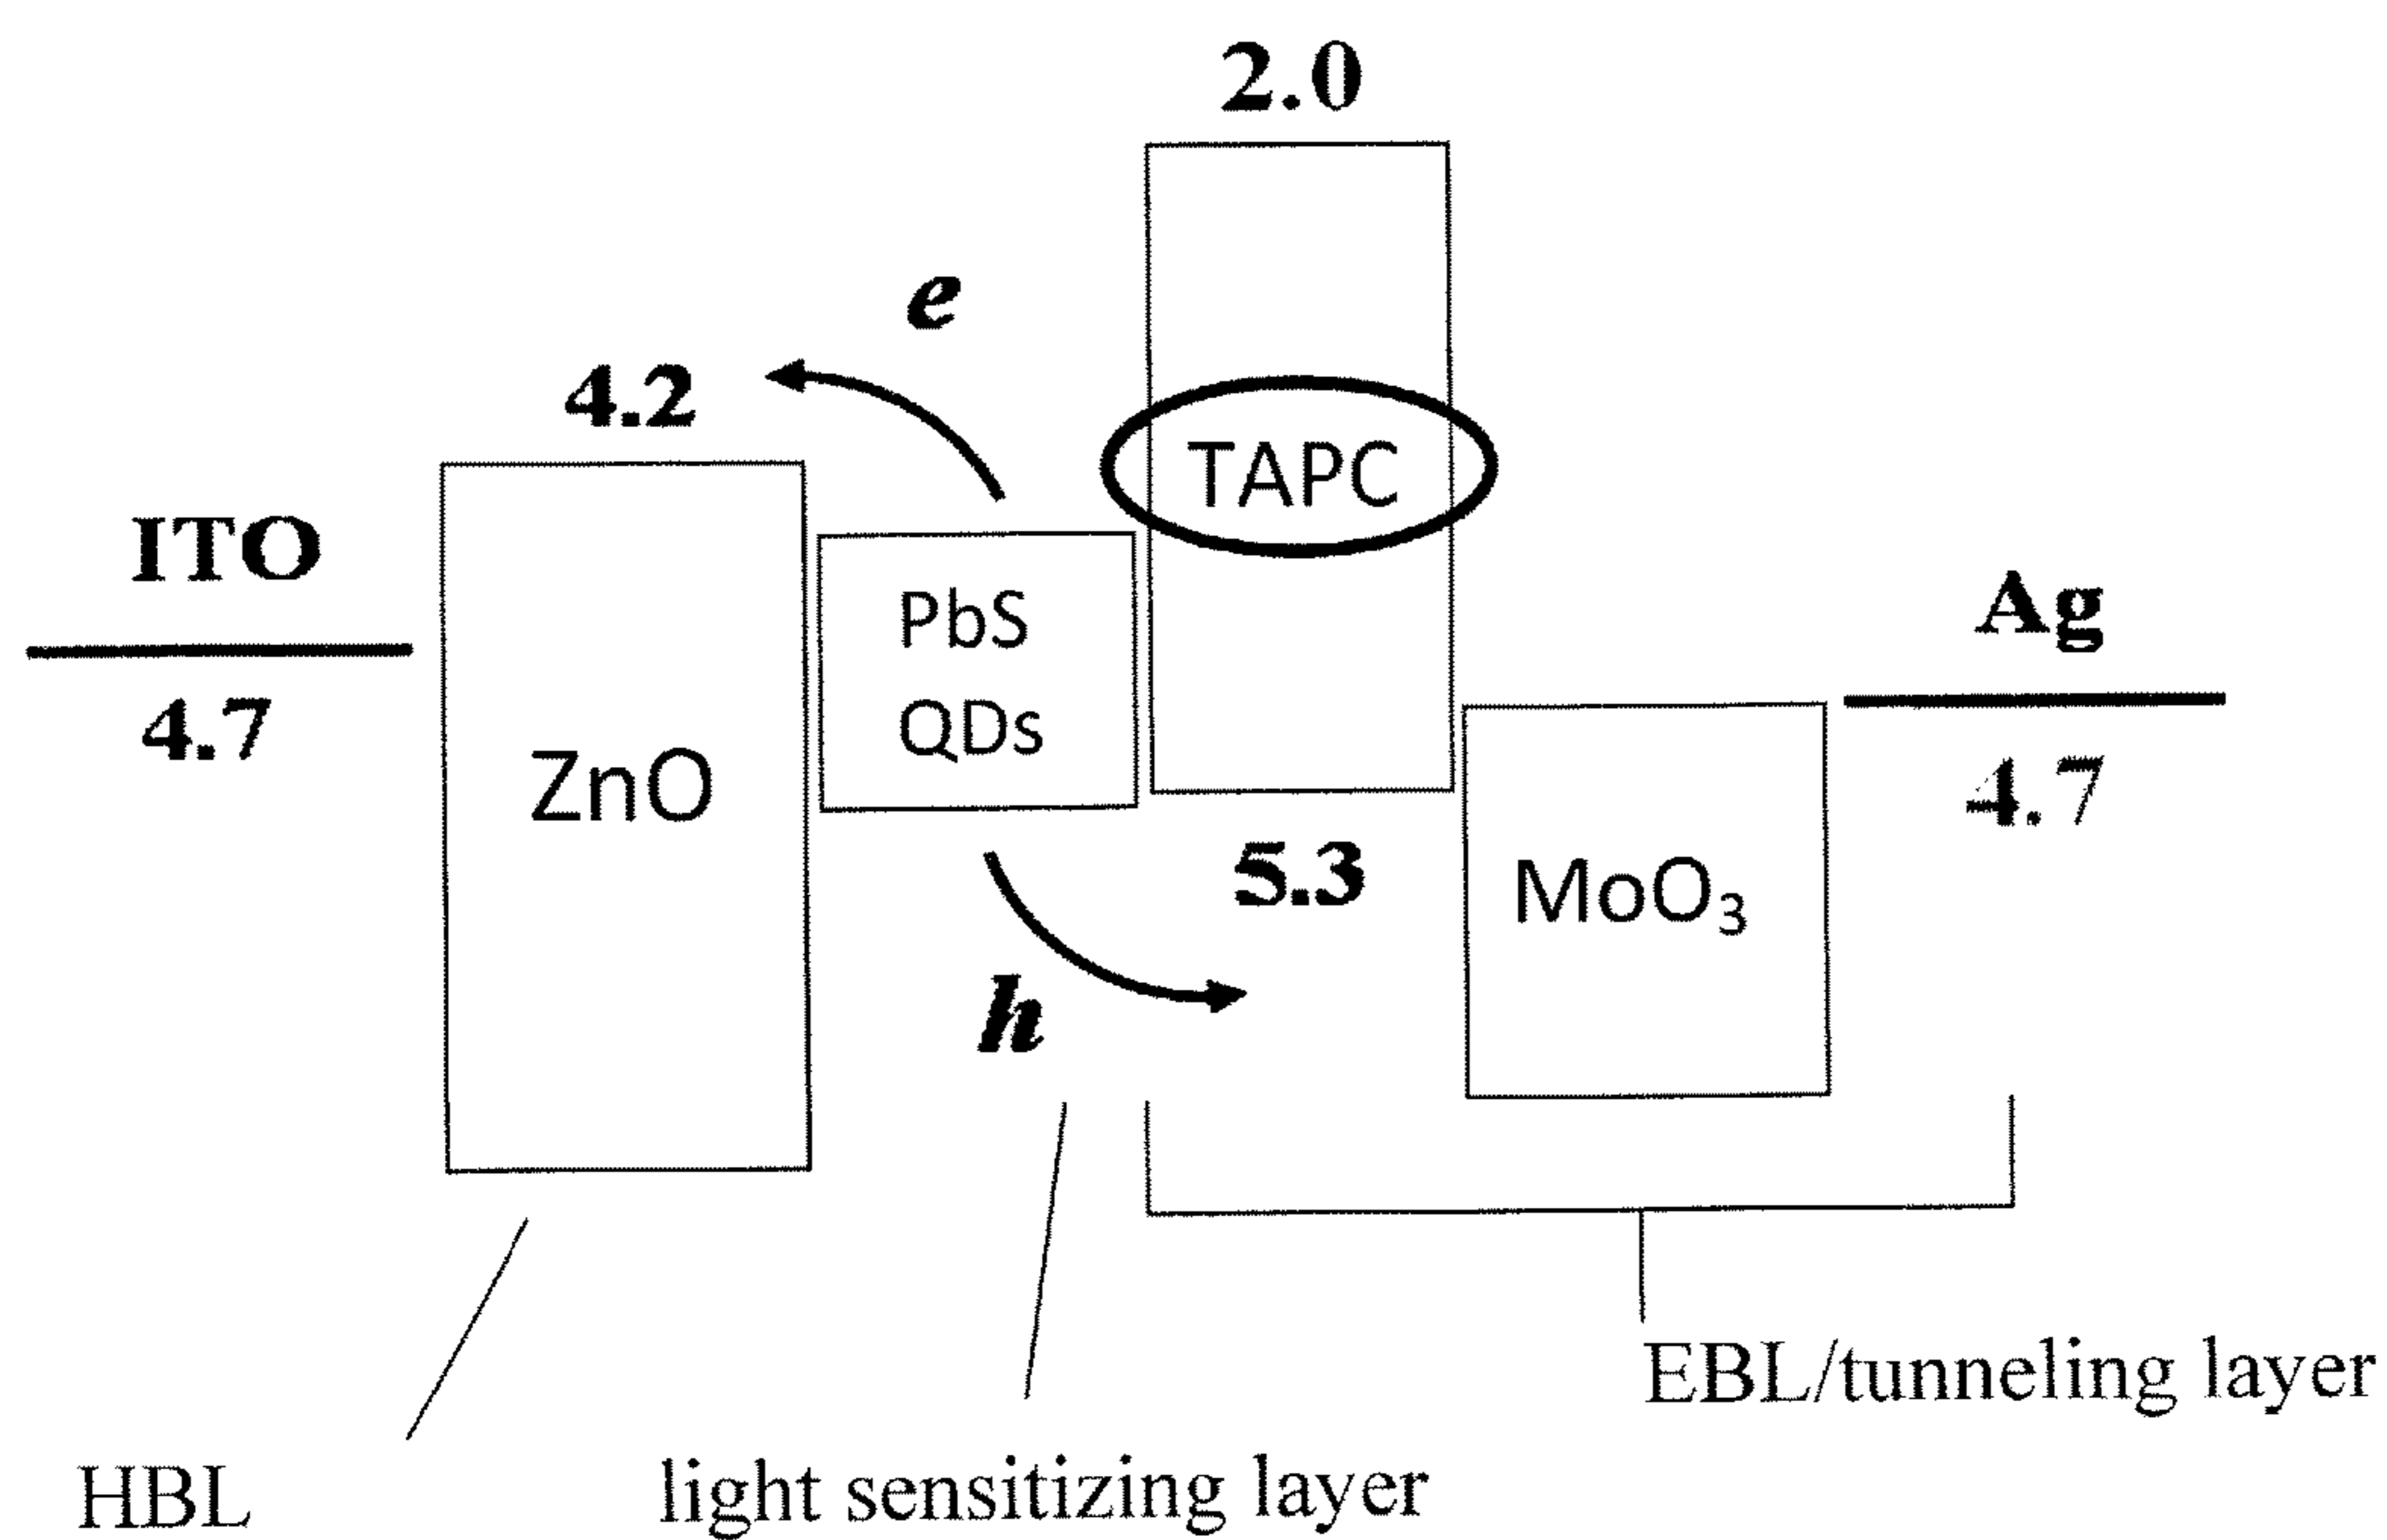 2.0
e
4.2
TAPC
ITO
4.7
PbS
QDs
ZnO
Ag
4.7
5.3
MoO₃
h
EBL/tunneling layer
HBL
light sensitizing layer